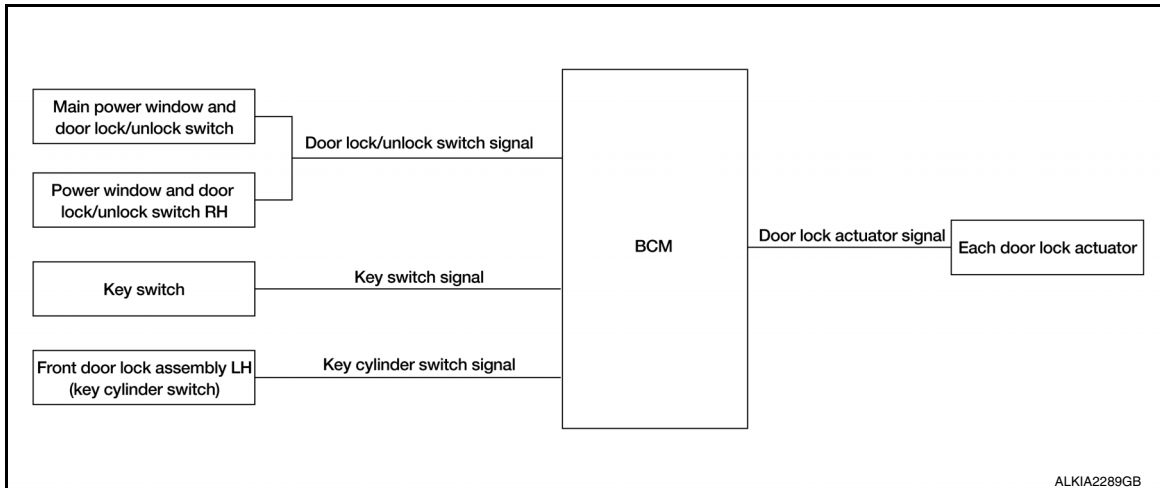 Main power window and
door lock/unlock switch
Door lock/unlock switch signal
Power window and door
lock/unlock switch RH
BCM
Door lock actuator signal
Each door lock actuator
Key switch
Key switch signal
Front door lock assembly LH
(key cylinder switch)
Key cylinder switch signal
ALKIA2289GB